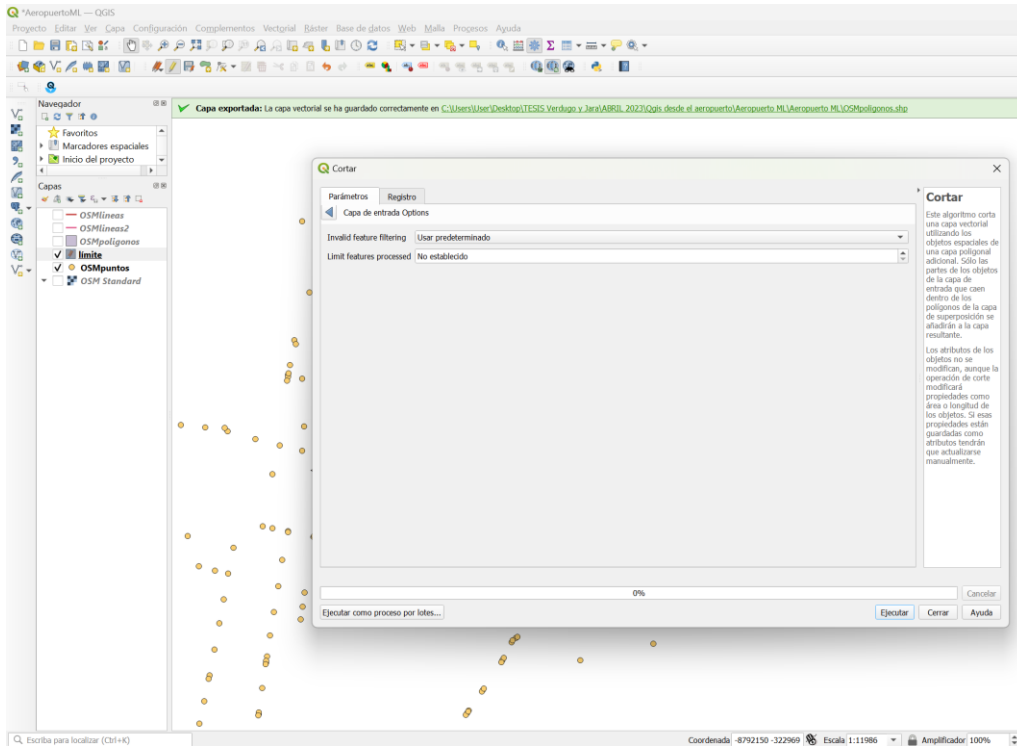 *AeropuertoML — QGIS
Proyecto Editar Ver Capa Configuración Complementos Vectorial Ráster Base de datos Web Malla Procesos Ayuda
Navegador
Favoritos
Marcadores espaciales
Inicio del proyecto
Capas
OSMlineas
OSMlineas2
OSMpoligonos
limite
OSMpuntos
OSM Standard
Capa exportada: La capa vectorial se ha guardado correctamente en C:\Users\User\Desktop\TESIS Verdugo y Jara\ABRIL 2023\Qgis desde el aeropuerto\Aeropuerto ML\Aeropuerto ML\OSMpoligonos.shp
Cortar
Parámetros Registro
Capa de entrada Options
Invalid feature filtering Usar predeterminado
Limit features processed No establecido
Cortar
Este algoritmo corta
una capa vectorial
utilizando los
objetos espaciales de
una capa poligonal
adicional. Sólo las
partes de los objetos
de la capa de
entrada que caen
dentro de los
polígonos de la capa
de superposición se
añadirán a la capa
resultante.
Los atributos de los
objetos no se
modifican, aunque la
operación de corte
modificará
propiedades como
área o longitud de
los objetos. Si esas
propiedades están
guardadas como
atributos tendrán
que actualizarse
manualmente.
0%
Cancelar
Ejecutar como proceso por lotes... Ejecutar Cerrar Ayuda
Escriba para localizar (Ctrl+K) Coordenada -8792150 -322969 Escala 1:11986 Amplificador 100%